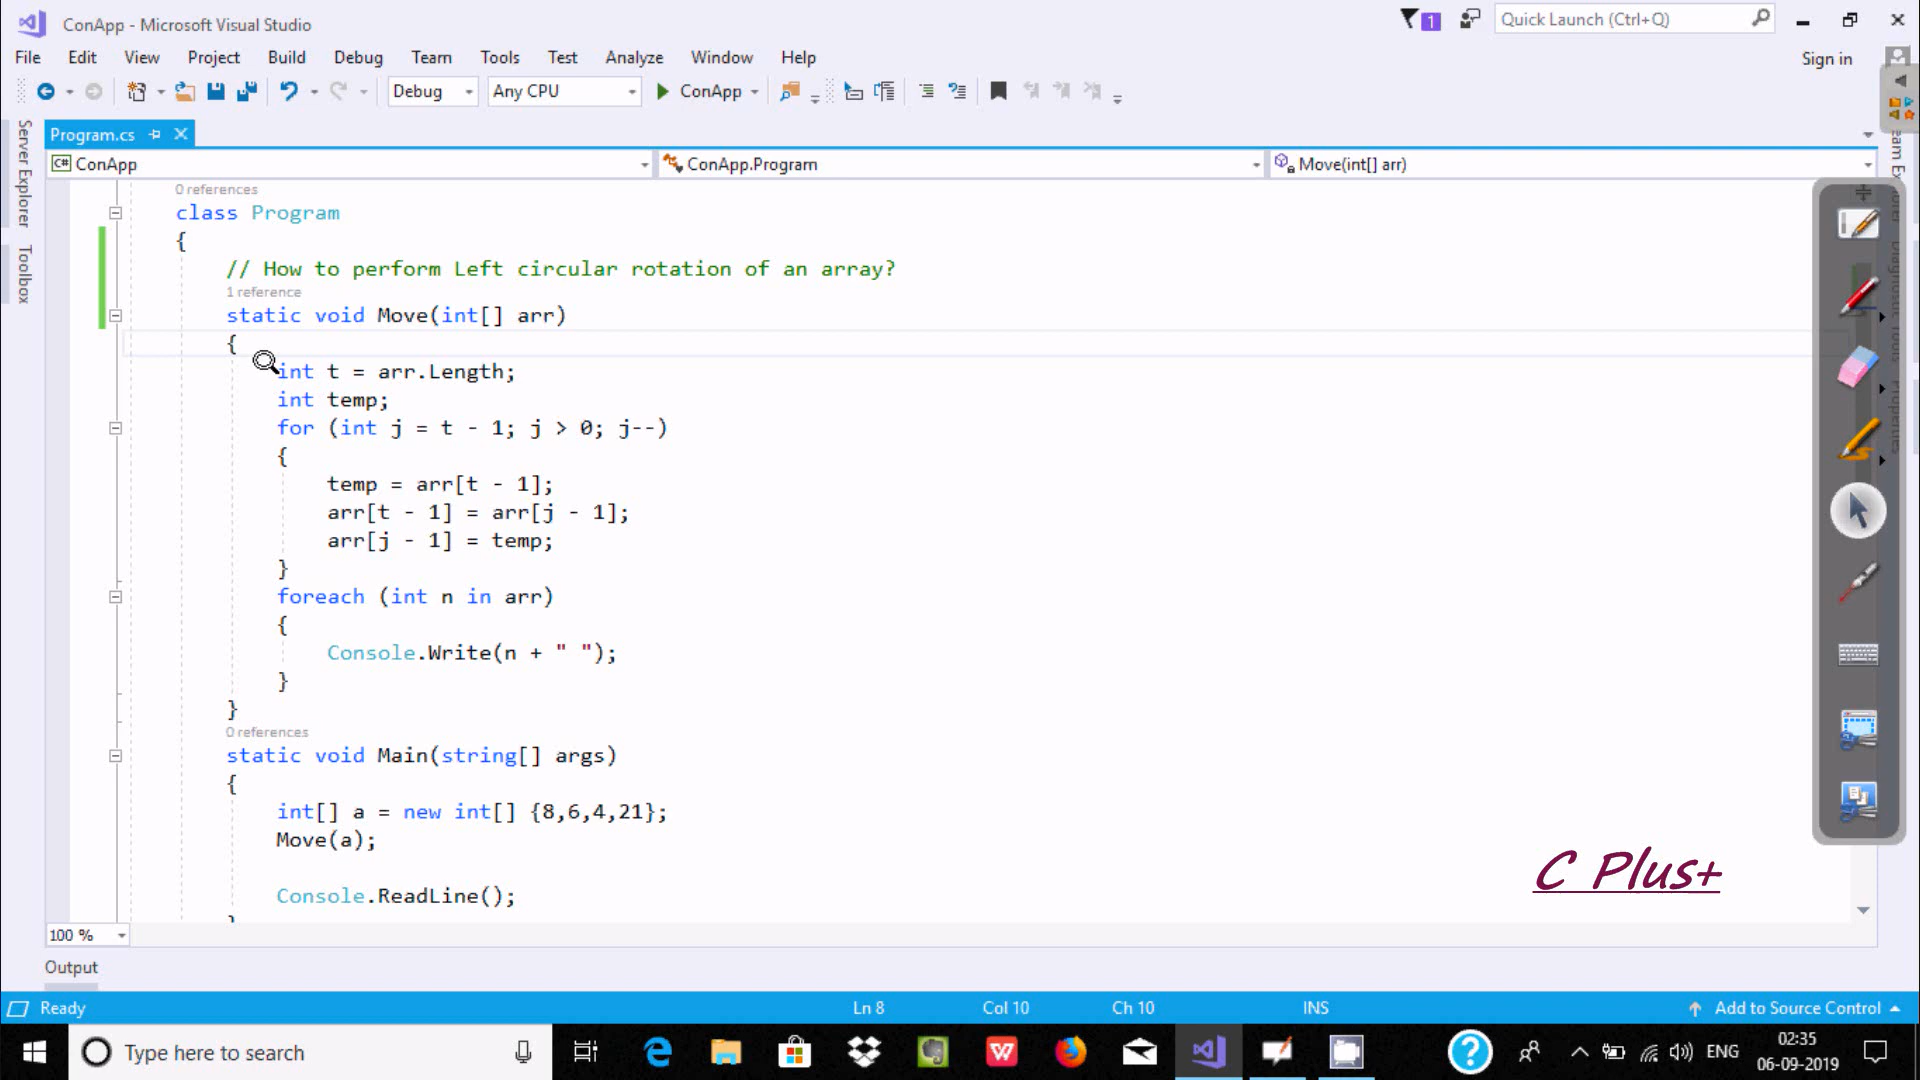 ConApp - Microsoft Visual Studio
1
Quick Launch (Ctrl+Q)
File Edit View Project Build Debug Team Tools Test Analyze Window Help
Sign in
Debug Any CPU ConApp
Server Explorer
Toolbox
Program.cs
C# ConApp
ConApp.Program
Move(int[] arr)
0 references
class Program
{
// How to perform Left circular rotation of an array?
1 reference
static void Move(int[] arr)
{
int t = arr.Length;
int temp;
for (int j = t - 1; j > 0; j--)
{
temp = arr[t - 1];
arr[t - 1] = arr[j - 1];
arr[j - 1] = temp;
}
foreach (int n in arr)
{
Console.Write(n + " ");
}
}
0 references
static void Main(string[] args)
{
int[] a = new int[] {8,6,4,21};
Move(a);
Console.ReadLine();
C Plus+
100 %
Output
Ready Ln 8 Col 10 Ch 10 INS Add to Source Control
Type here to search
ENG
02:35
06-09-2019